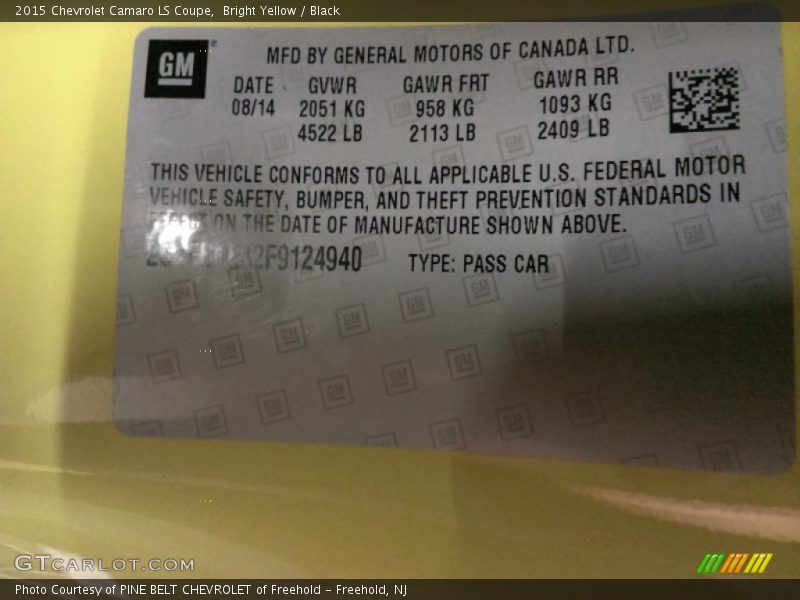 2015 Chevrolet Camaro LS Coupe, Bright Yellow / Black
GM
MFD BY GENERAL MOTORS OF CANADA LTD.
DATE GVWR GAWR FRT GAWR RR
08/14 2051 KG 958 KG 1093 KG
4522 LB 2113 LB 2409 LB
THIS VEHICLE CONFORMS TO ALL APPLICABLE U.S. FEDERAL MOTOR
VEHICLE SAFETY, BUMPER, AND THEFT PREVENTION STANDARDS IN
EFFECT ON THE DATE OF MANUFACTURE SHOWN ABOVE.
TYPE: PASS CAR
GTCARLOT.COM
Photo Courtesy of PINE BELT CHEVROLET of Freehold - Freehold, NJ